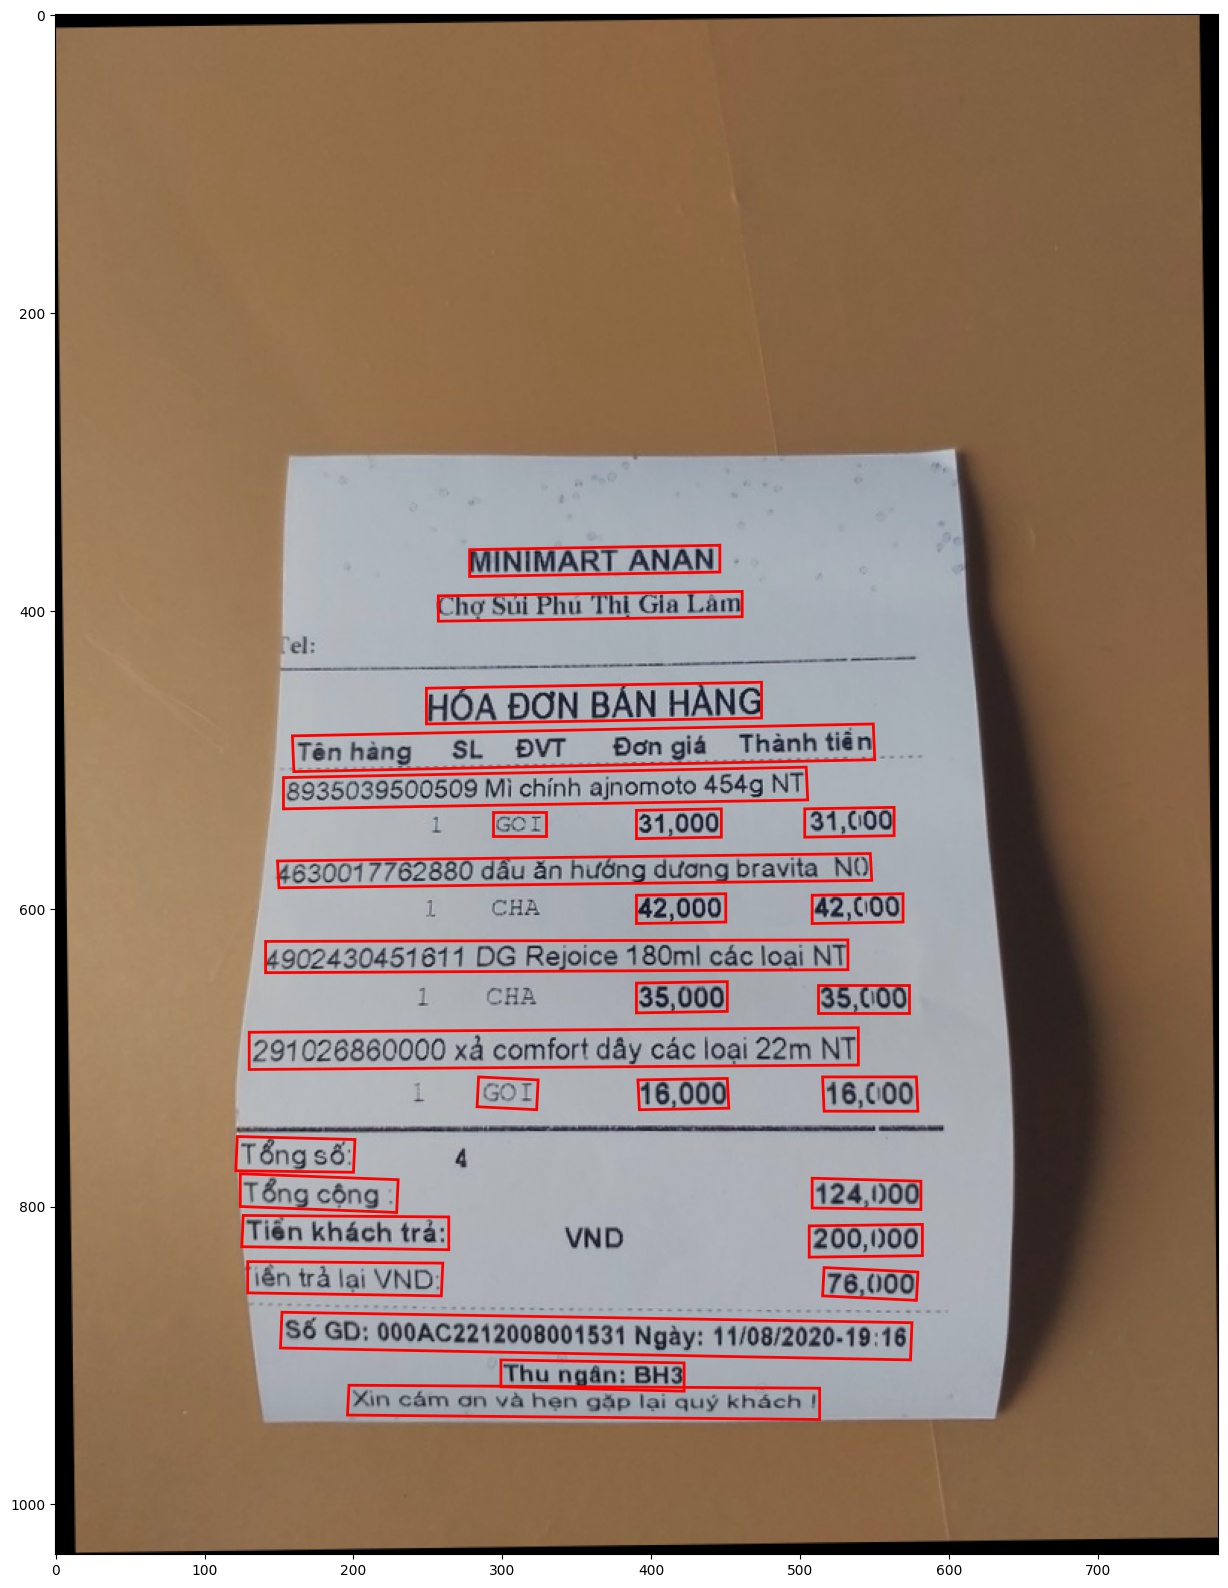 MINIMART ANAN
Chợ Súi Phú Thị Gia Lâm
Tel:
HÓA ĐƠN BÁN HÀNG
Tên hàng SL ĐVT Đơn giá Thành tiền
8935039500509 Mì chính ajnomoto 454g NT
1 GOI 31,000 31,000
4630017762880 dầu ăn hướng dương bravita N0
1 CHA 42,000 42,000
4902430451611 DG Rejoice 180ml các loại NT
1 CHA 35,000 35,000
291026860000 xả comfort dây các loại 22m NT
1 GOI 16,000 16,000
Tổng số: 4
Tổng cộng : 124,000
Tiền khách trả: VND 200,000
Tiền trả lại VND: 76,000
Số GD: 000AC2212008001531 Ngày: 11/08/2020-19:16
Thu ngân: BH3
Xin cám ơn và hẹn gặp lại quý khách !
0
200
400
600
800
1000
0 100 200 300 400 500 600 700